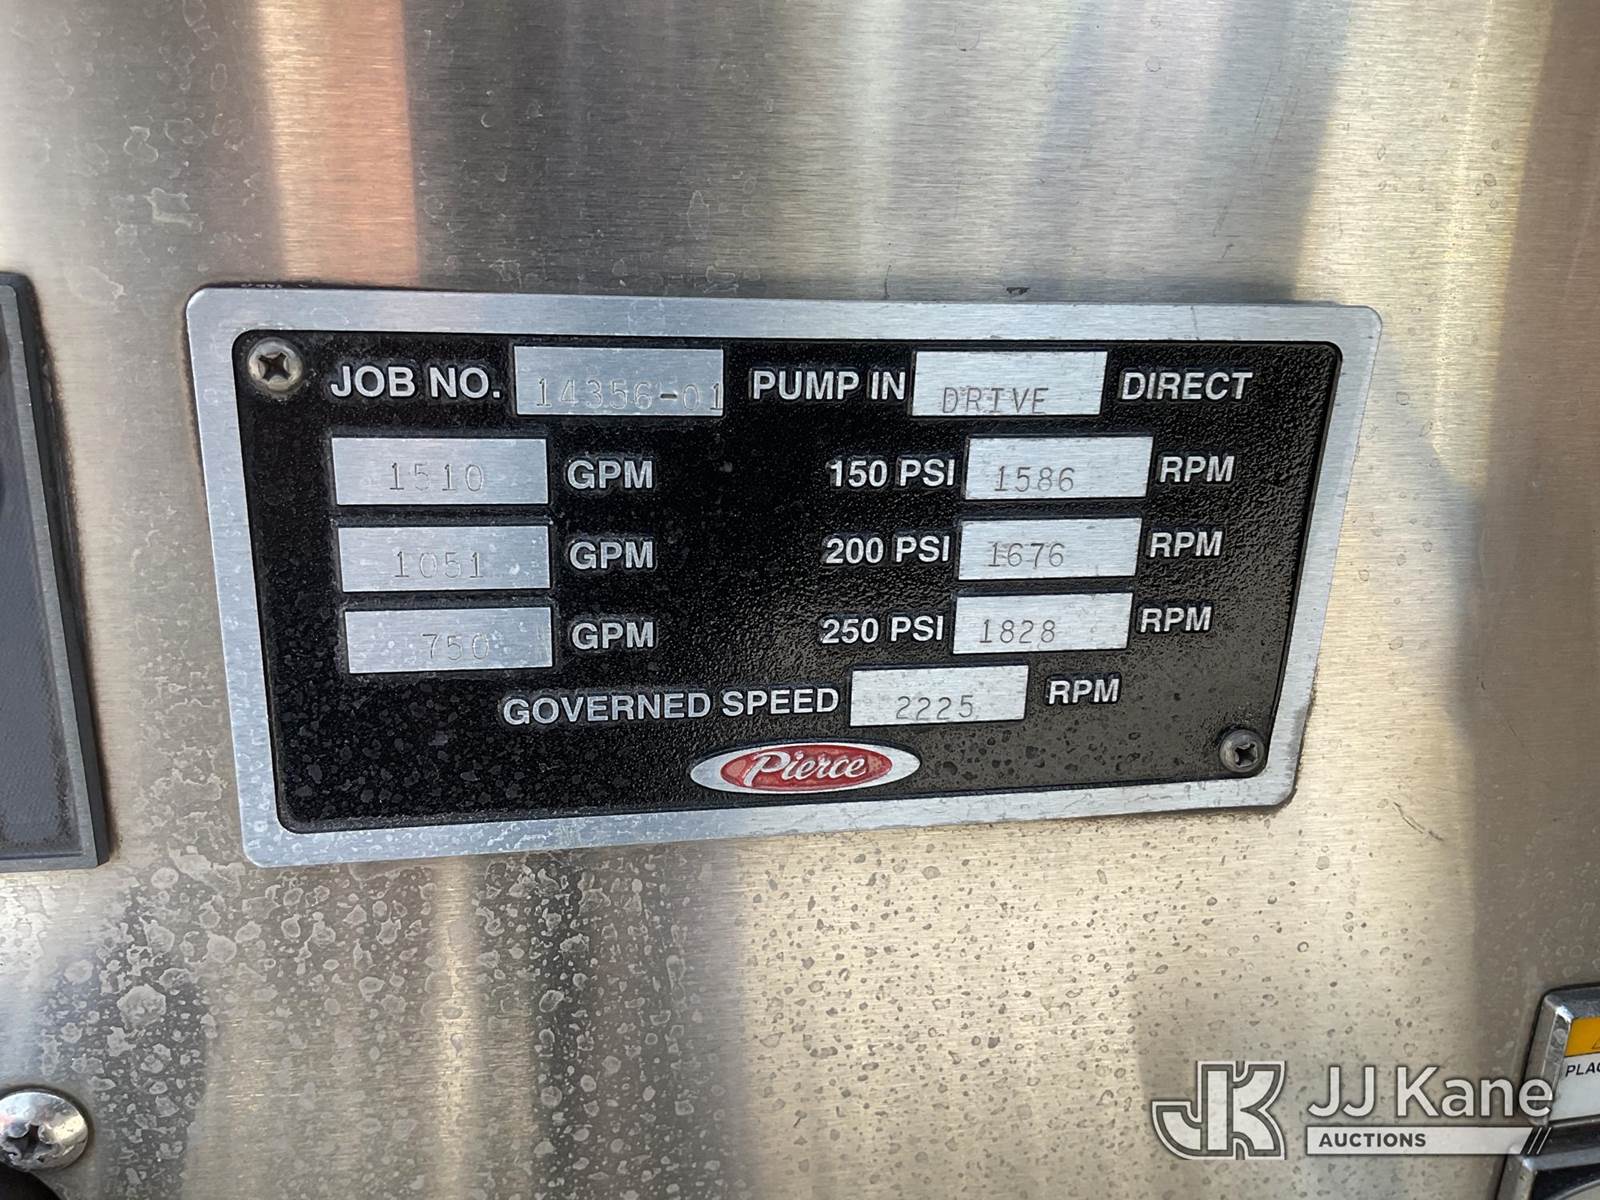 JOB NO. 14356-01 PUMP IN DRIVE DIRECT
1510 GPM 150 PSI 1586 RPM
1051 GPM 200 PSI 1676 RPM
750 GPM 250 PSI 1828 RPM
GOVERNED SPEED 2225 RPM
Pierce
JK JJ Kane
AUCTIONS